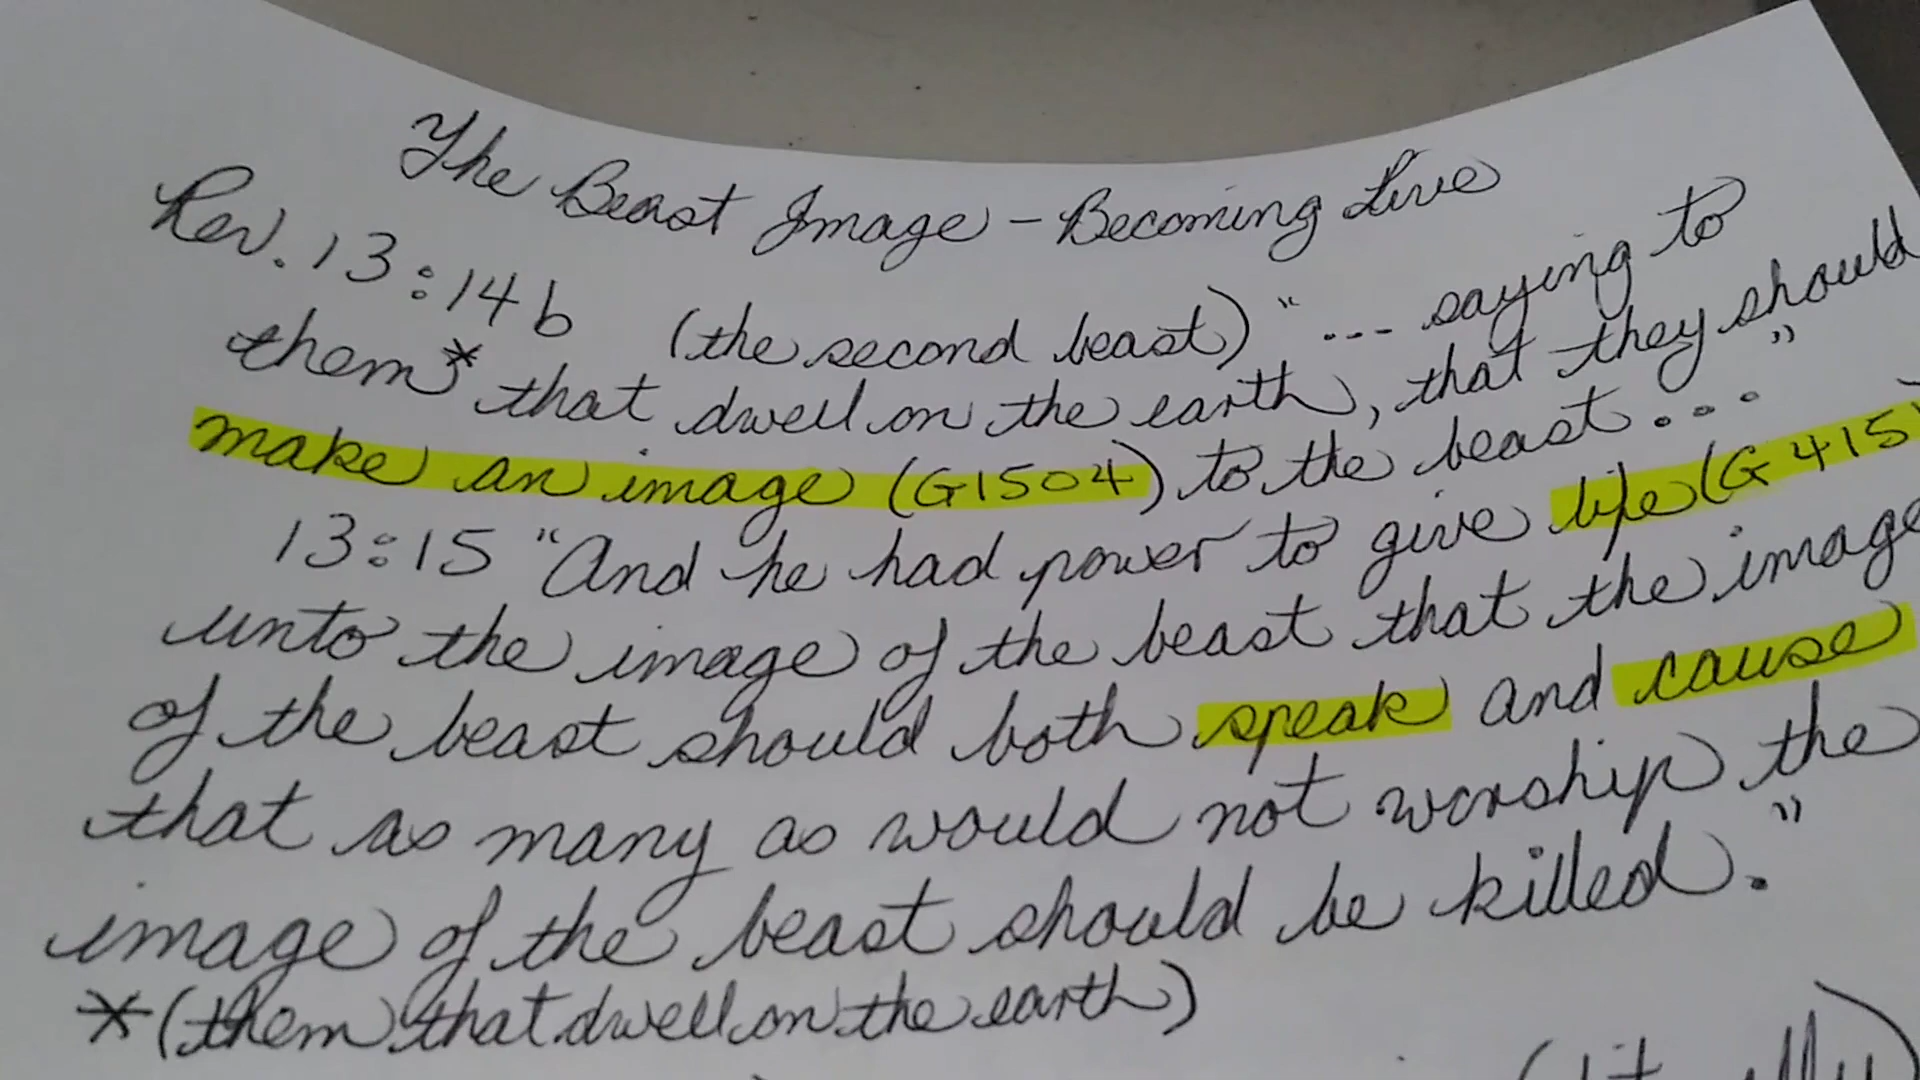 The Beast Image - Becoming Live
Rev. 13:14b (the second beast) "... saying to
them* that dwell on the earth, that they should
make an image (G1504) to the beast..."
13:15 "And he had power to give life (G415
unto the image of the beast that the image
of the beast should both speak and cause
that as many as would not worship the
image of the beast should be killed."
*(them that dwell on the earth)